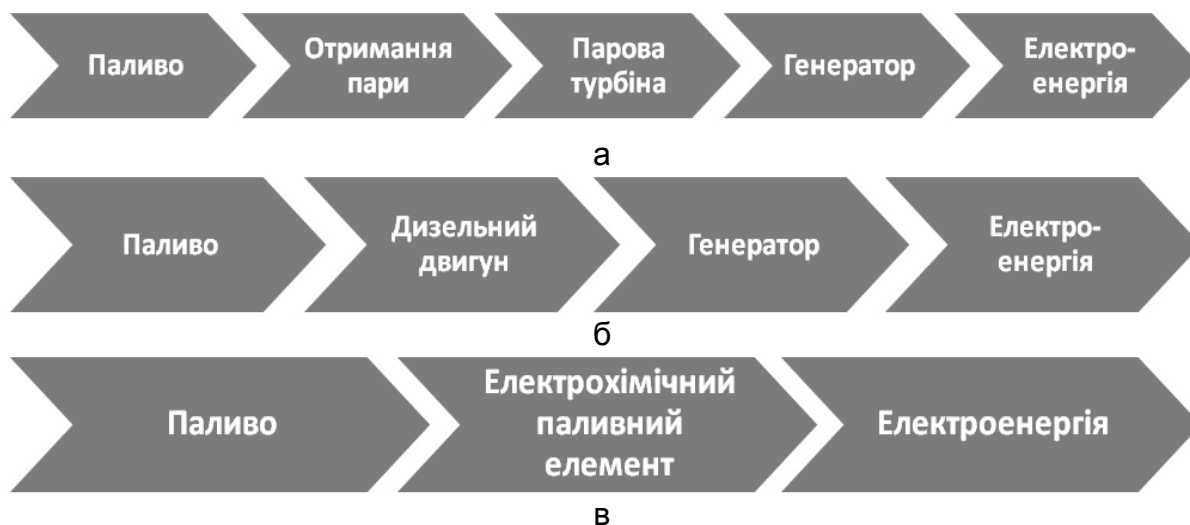 Паливо
Отримання
пари
Парова
турбіна
Генератор
Електро-
енергія
а
Паливо
Дизельний
двигун
Генератор
Електро-
енергія
б
Паливо
Електрохімічний
паливний
елемент
Електроенергія
в